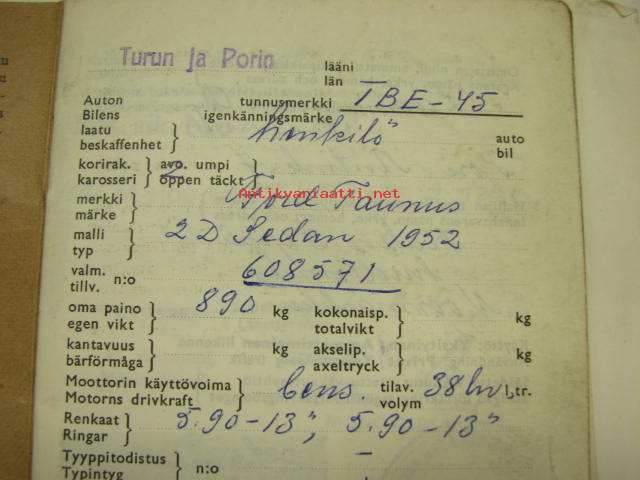 Turun ja Porin lääni
län
Auton tunnusmerkki TBE-45
Bilens igenkänningsmärke
laatu henkilö" auto
beskaffenhet bil
korirak. avo. umpi
karosseri öppen täckt
Antikvariaatti.net
merkki Ford Taunus
märke
malli 2D Sedan 1952
typ
valm. n:o 608571
tillv.
oma paino 890 kg kokonaisp. kg
egen vikt totalvikt
kantavuus kg akselip. kg
bärförmåga axeltryck
Moottorin käyttövoima bens. tilav. 38 hv l,tr.
Motorns drivkraft volym
Renkaat 5.90-13", 5.90-13"
Ringar
Tyyppitodistus n:o -
Typintyg